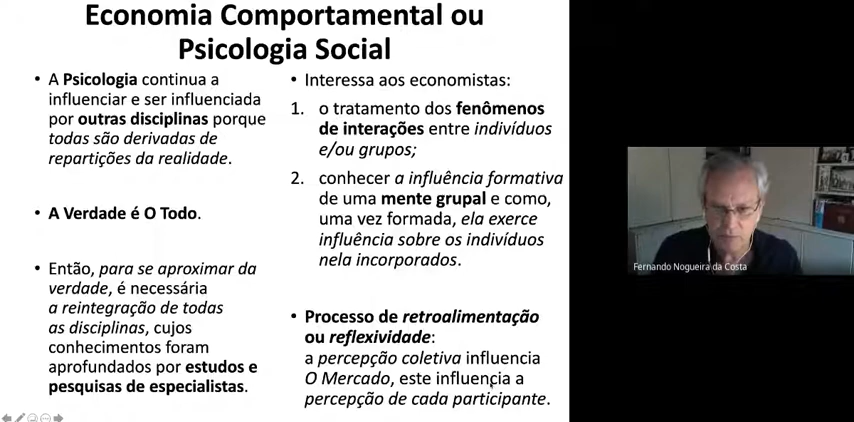 Economia Comportamental ou
Psicologia Social
• A Psicologia continua a
influenciar e ser influenciada
por outras disciplinas porque
todas são derivadas de
repartições da realidade.
• A Verdade é O Todo.
• Então, para se aproximar da
verdade, é necessária
a reintegração de todas
as disciplinas, cujos
conhecimentos foram
aprofundados por estudos e
pesquisas de especialistas.
• Interessa aos economistas:
1. o tratamento dos fenômenos
de interações entre indivíduos
e/ou grupos;
2. conhecer a influência formativa
de uma mente grupal e como,
uma vez formada, ela exerce
influência sobre os indivíduos
nela incorporados.
• Processo de retroalimentação
ou reflexividade:
a percepção coletiva influencia
O Mercado, este influencia a
percepção de cada participante.
Fernando Nogueira da Costa